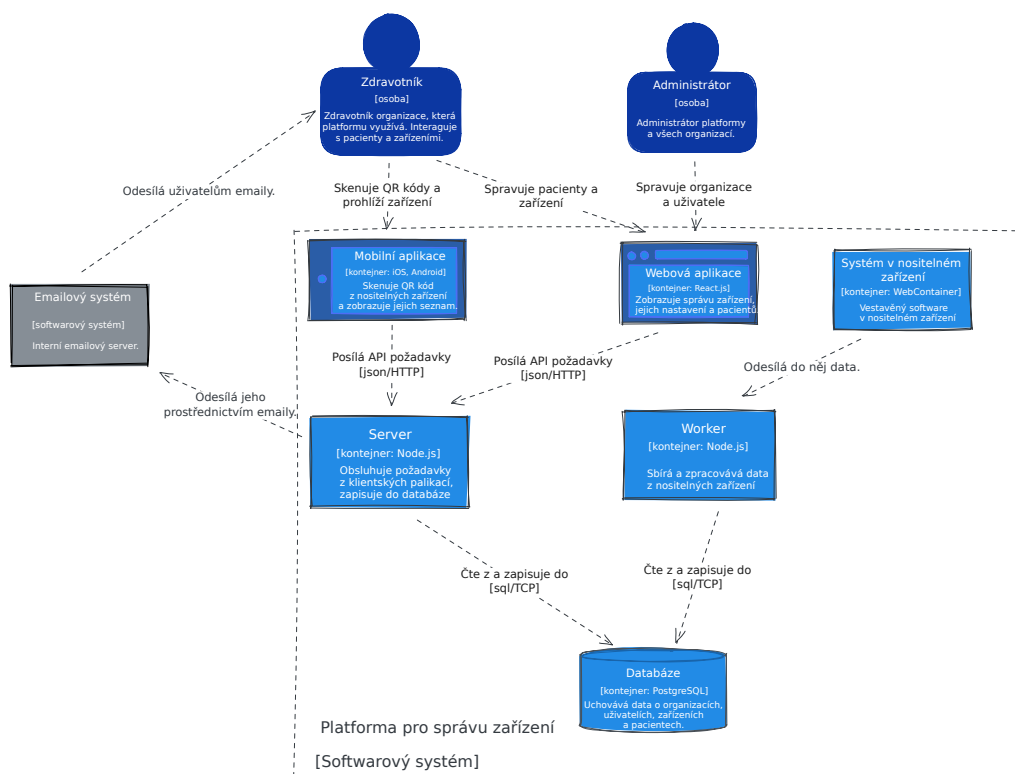 Zdravotník
[osoba]
Zdravotník organizace, která
platformu využívá. Interaguje
s pacienty a zařízeními.
Administrátor
[osoba]
Administrátor platformy
a všech organizací.
Odesílá uživatelům emaily.
Skenuje QR kódy a
prohlíží zařízení
Spravuje pacienty a
zařízení
Spravuje organizace
a uživatele
Emailový systém
[softwarový systém]
Interní emailový server.
Mobilní aplikace
[kontejner: iOS, Android]
Skenuje QR kód
z nositelných zařízení
a zobrazuje jejich seznam.
Webová aplikace
[kontejner: React.js]
Zobrazuje správu zařízení,
jejich nastavení a pacientů.
Systém v nositelném
zařízení
[kontejner: WebContainer]
Vestavěný software
v nositelném zařízení
Posílá API požadavky
[json/HTTP]
Posílá API požadavky
[json/HTTP]
Odesílá do něj data.
Odesílá jeho
prostřednictvím emaily.
Server
[kontejner: Node.js]
Obsluhuje požadavky
z klientských palikací,
zapisuje do databáze
Worker
[kontejner: Node.js]
Sbírá a zpracovává data
z nositelných zařízení
Čte z a zapisuje do
[sql/TCP]
Čte z a zapisuje do
[sql/TCP]
Databáze
[kontejner: PostgreSQL]
Uchovává data o organizacích,
uživatelích, zařízeních
a pacientech.
Platforma pro správu zařízení
[Softwarový systém]